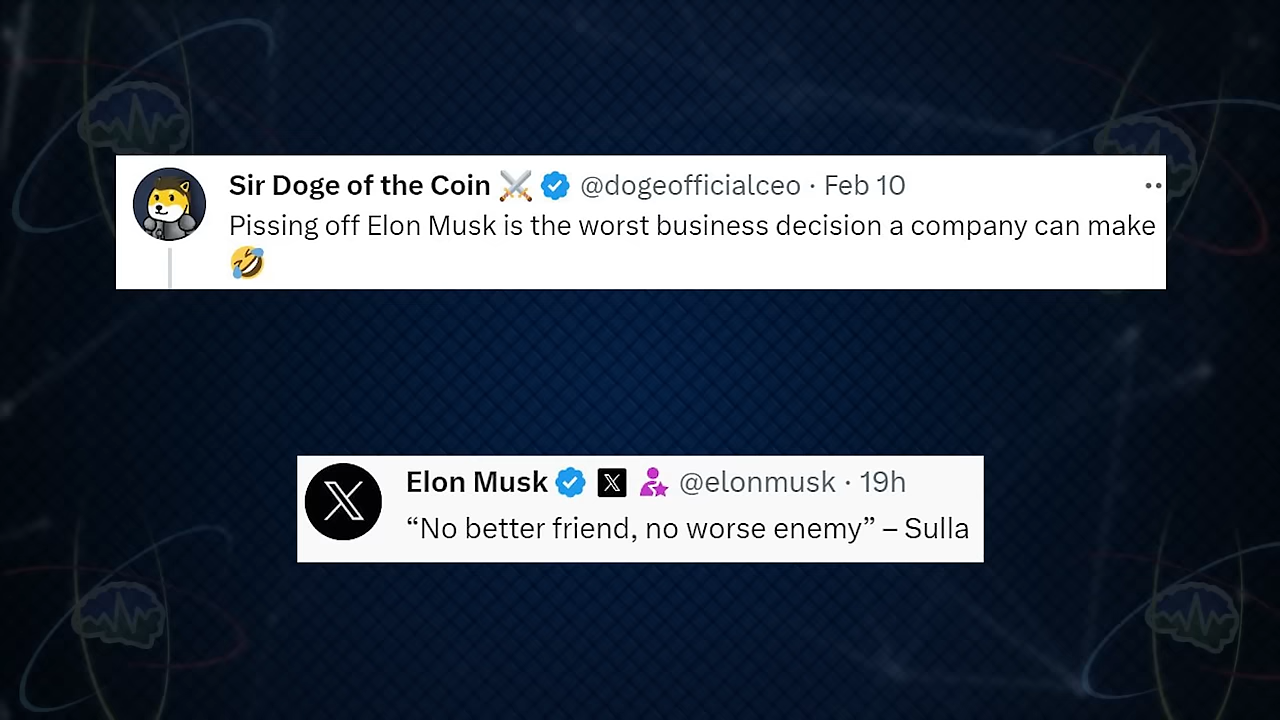 Sir Doge of the Coin ⚔️ @dogeofficialceo · Feb 10
Pissing off Elon Musk is the worst business decision a company can make
🤣
Elon Musk @elonmusk · 19h
“No better friend, no worse enemy” – Sulla